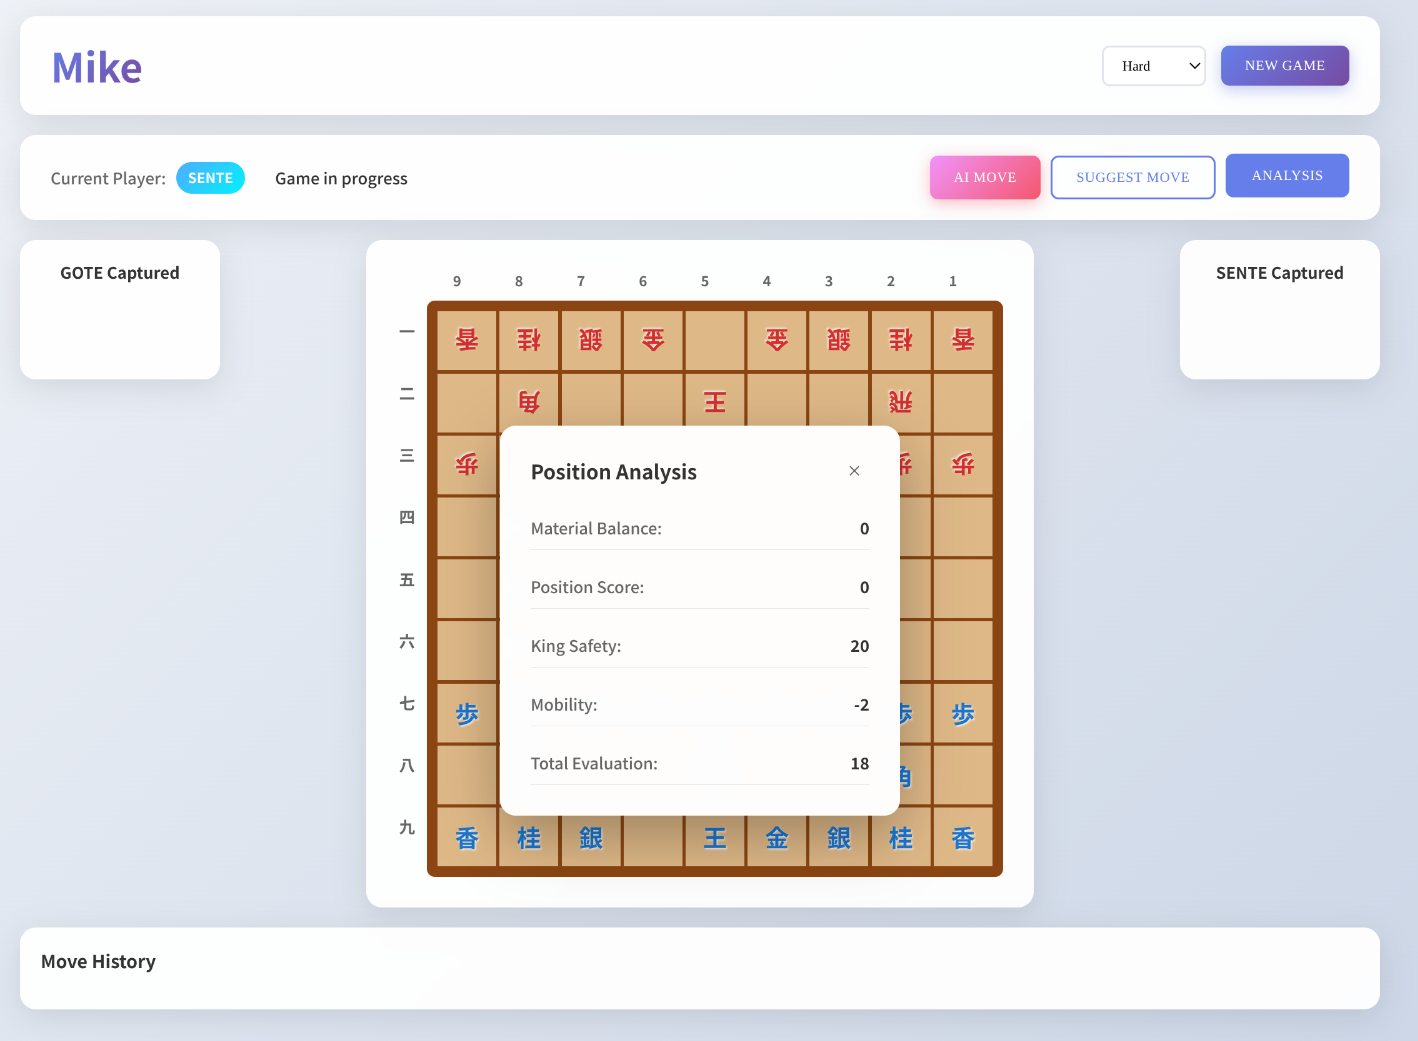 Mike
Hard
NEW GAME
Current Player: SENTE
Game in progress
AI MOVE
SUGGEST MOVE
ANALYSIS
GOTE Captured
SENTE Captured
9 8 7 6 5 4 3 2 1
一 香 桂 銀 金 金 銀 桂 香
二 角 王 飛
三 歩 歩 歩
四
五
六
七 歩 歩 歩
八 角
九 香 桂 銀 王 金 銀 桂 香
Position Analysis ×
Material Balance: 0
Position Score: 0
King Safety: 20
Mobility: -2
Total Evaluation: 18
Move History